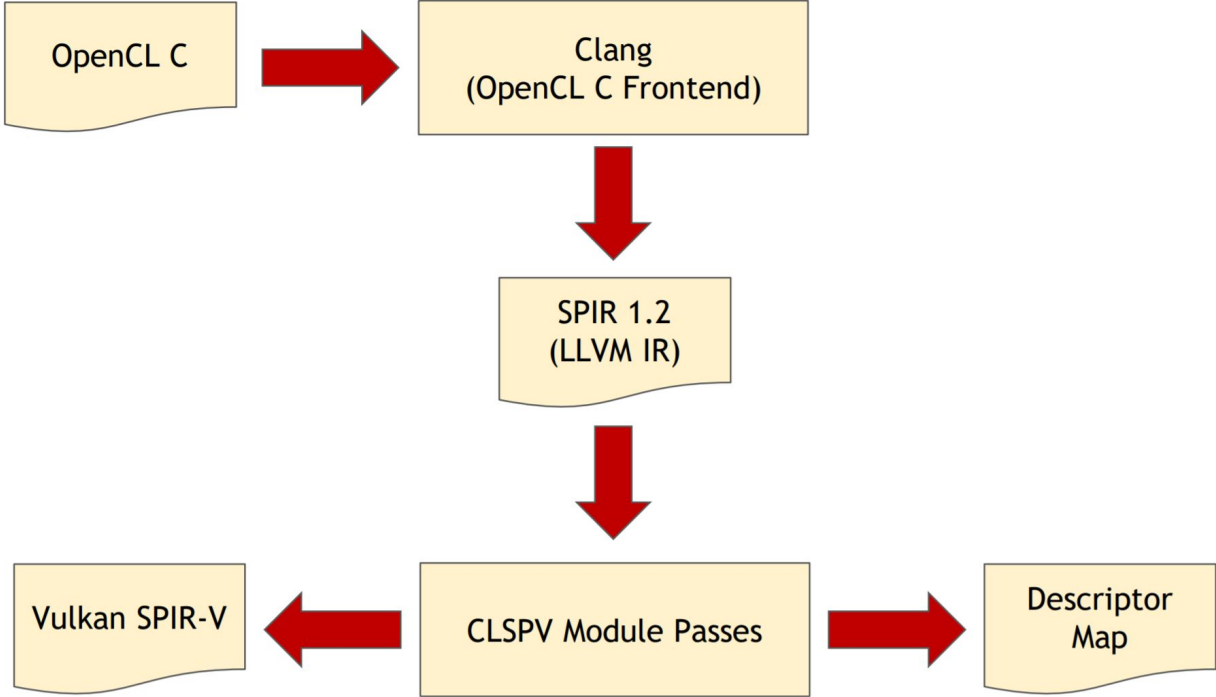 OpenCL C
Clang
(OpenCL C Frontend)
SPIR 1.2
(LLVM IR)
Vulkan SPIR-V
CLSPV Module Passes
Descriptor
Map